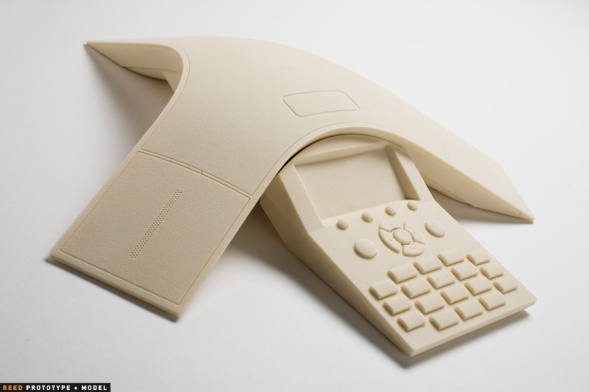 REED PROTOTYPE + MODEL